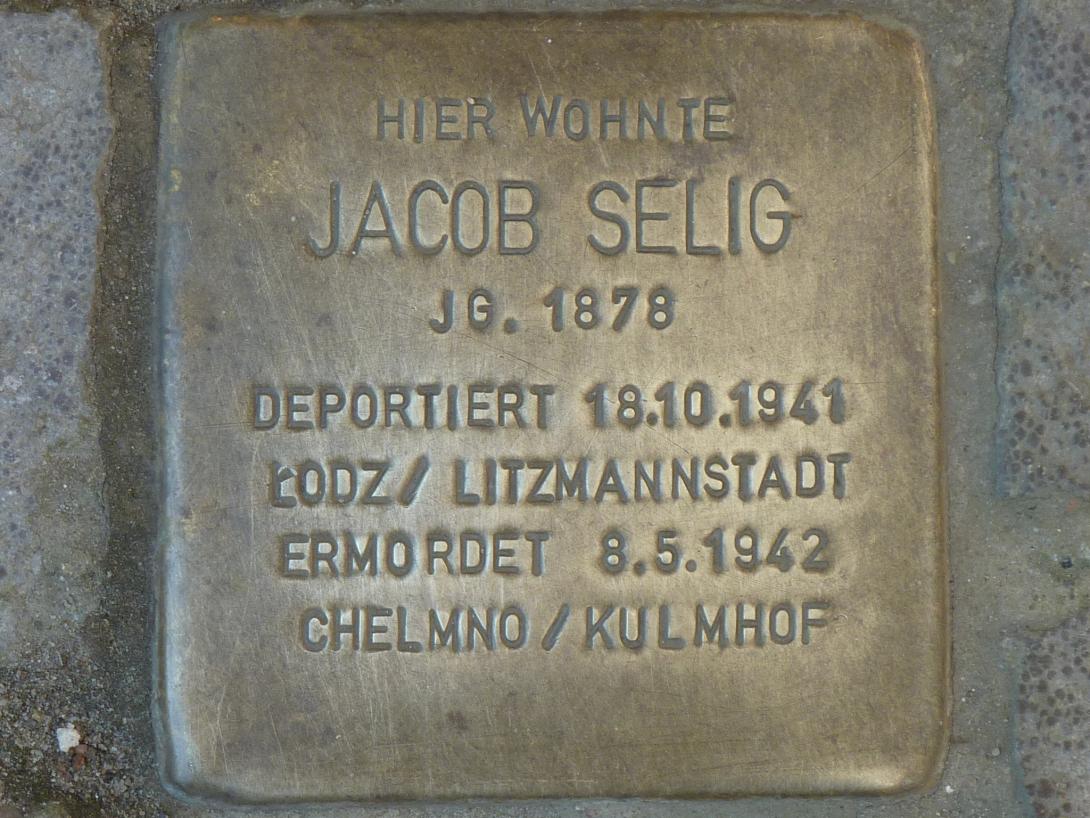 HIER WOHNTE
JACOB SELIG
JG. 1878
DEPORTIERT 18.10.1941
ŁODZ / LITZMANNSTADT
ERMORDET 8.5.1942
CHELMNO / KULMHOF